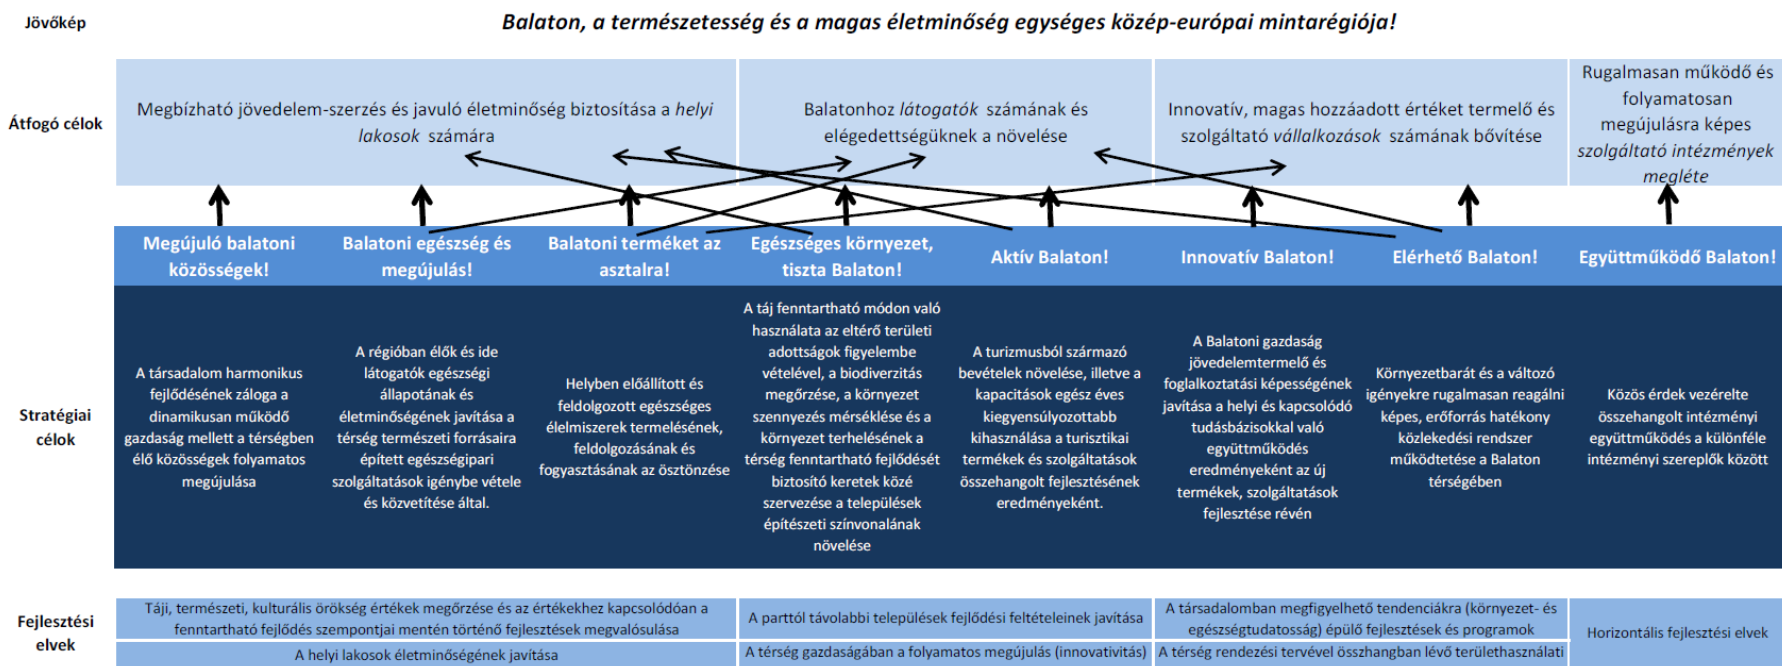 Jövőkép
Balaton, a természetesség és a magas életminőség egységes közép-európai mintarégiója!
Átfogó célok
Megbízható jövedelem-szerzés és javuló életminőség biztosítása a helyi
lakosok számára
Balatonhoz látogatók számának és
elégedettségüknek a növelése
Innovatív, magas hozzáadott értéket termelő és
szolgáltató vállalkozások számának bővítése
Rugalmasan működő és
folyamatosan
megújulásra képes
szolgáltató intézmények
megléte
Megújuló balatoni
közösségek!
Balatoni egészség és
megújulás!
Balatoni terméket az
asztalra!
Egészséges környezet,
tiszta Balaton!
Aktív Balaton!
Innovatív Balaton!
Elérhető Balaton!
Együttműködő Balaton!
Stratégiai
célok
A társadalom harmonikus
fejlődésének záloga a
dinamikusan működő
gazdaság mellett a térségben
élő közösségek folyamatos
megújulása
A régióban élők és ide
látogatók egészségi
állapotának és
életminőségének javítása a
térség természeti forrásaira
épített egészségipari
szolgáltatások igénybe vétele
és közvetítése által.
Helyben előállított és
feldolgozott egészséges
élelmiszerek termelésének,
feldolgozásának és
fogyasztásának az ösztönzése
A táj fenntartható módon való
használata az eltérő területi
adottságok figyelembe
vételével, a biodiverzitás
megőrzése, a környezet
szennyezés mérséklése és a
környezet terhelésének a
térség fenntartható fejlődését
biztosító keretek közé
szervezése a települések
építészeti színvonalának
növelése
A turizmusból származó
bevételek növelése, illetve a
kapacitások egész éves
kiegyensúlyozottabb
kihasználása a turisztikai
termékek és szolgáltatások
összehangolt fejlesztésének
eredményeként.
A Balatoni gazdaság
jövedelemtermelő és
foglalkoztatási képességének
javítása a helyi és kapcsolódó
tudásbázisokkal való
együttműködés
eredményeként az új
termékek, szolgáltatások
fejlesztése révén
Környezetbarát és a változó
igényekre rugalmasan reagálni
képes, erőforrás hatékony
közlekedési rendszer
működtetése a Balaton
térségében
Közös érdek vezérelte
összehangolt intézményi
együttműködés a különféle
intézményi szereplők között
Fejlesztési
elvek
Táji, természeti, kulturális örökség értékek megőrzése és az értékekhez kapcsolódóan a
fenntartható fejlődés szempontjai mentén történő fejlesztések megvalósulása
A helyi lakosok életminőségének javítása
A parttól távolabbi települések fejlődési feltételeinek javítása
A térség gazdaságában a folyamatos megújulás (innovativitás)
A társadalomban megfigyelhető tendenciákra (környezet- és
egészségtudatosság) épülő fejlesztések és programok
A térség rendezési tervével összhangban lévő területhasználati
Horizontális fejlesztési elvek